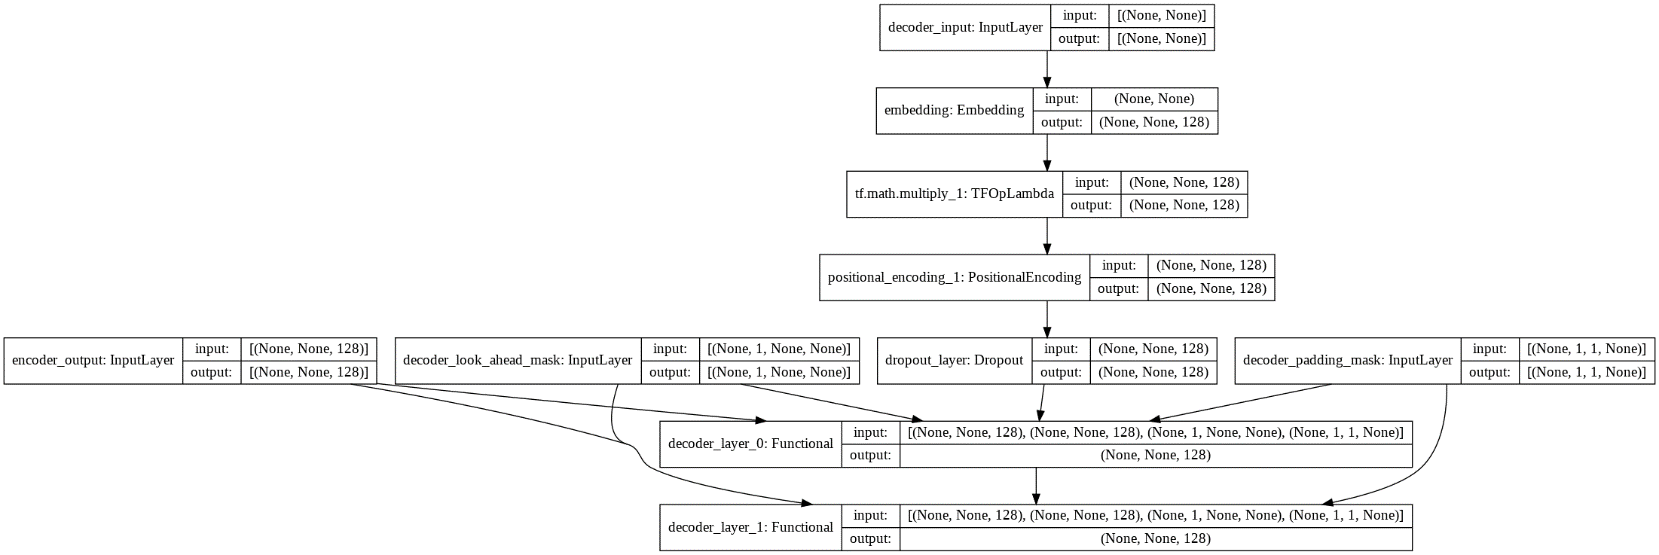 decoder_input: InputLayer
input: [(None, None)]
output: [(None, None)]
embedding: Embedding
input: (None, None)
output: (None, None, 128)
tf.math.multiply_1: TFOpLambda
input: (None, None, 128)
output: (None, None, 128)
positional_encoding_1: PositionalEncoding
input: (None, None, 128)
output: (None, None, 128)
encoder_output: InputLayer
input: [(None, None, 128)]
output: [(None, None, 128)]
decoder_look_ahead_mask: InputLayer
input: [(None, 1, None, None)]
output: [(None, 1, None, None)]
dropout_layer: Dropout
input: (None, None, 128)
output: (None, None, 128)
decoder_padding_mask: InputLayer
input: [(None, 1, 1, None)]
output: [(None, 1, 1, None)]
decoder_layer_0: Functional
input: [(None, None, 128), (None, None, 128), (None, 1, None, None), (None, 1, 1, None)]
output: (None, None, 128)
decoder_layer_1: Functional
input: [(None, None, 128), (None, None, 128), (None, 1, None, None), (None, 1, 1, None)]
output: (None, None, 128)